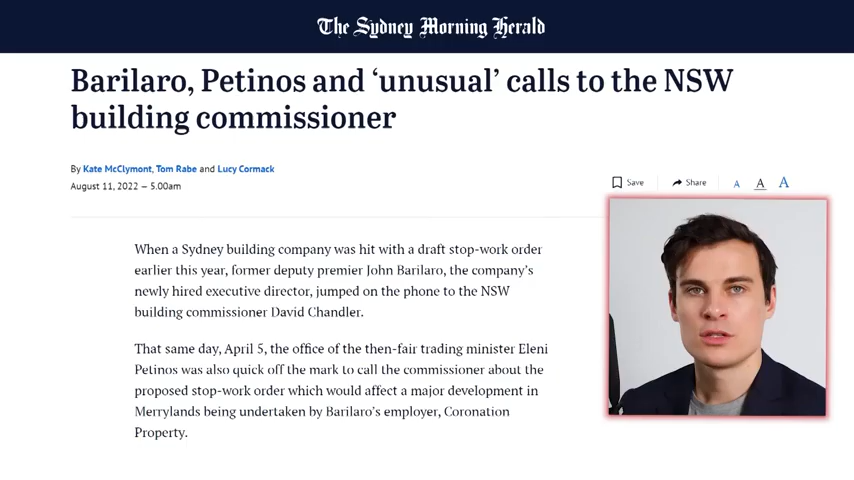 The Sydney Morning Herald
Barilaro, Petinos and ‘unusual’ calls to the NSW
building commissioner
By Kate McClymont, Tom Rabe and Lucy Cormack
August 11, 2022 — 5.00am
Save Share A A A
When a Sydney building company was hit with a draft stop-work order
earlier this year, former deputy premier John Barilaro, the company’s
newly hired executive director, jumped on the phone to the NSW
building commissioner David Chandler.
That same day, April 5, the office of the then-fair trading minister Eleni
Petinos was also quick off the mark to call the commissioner about the
proposed stop-work order which would affect a major development in
Merrylands being undertaken by Barilaro’s employer, Coronation
Property.